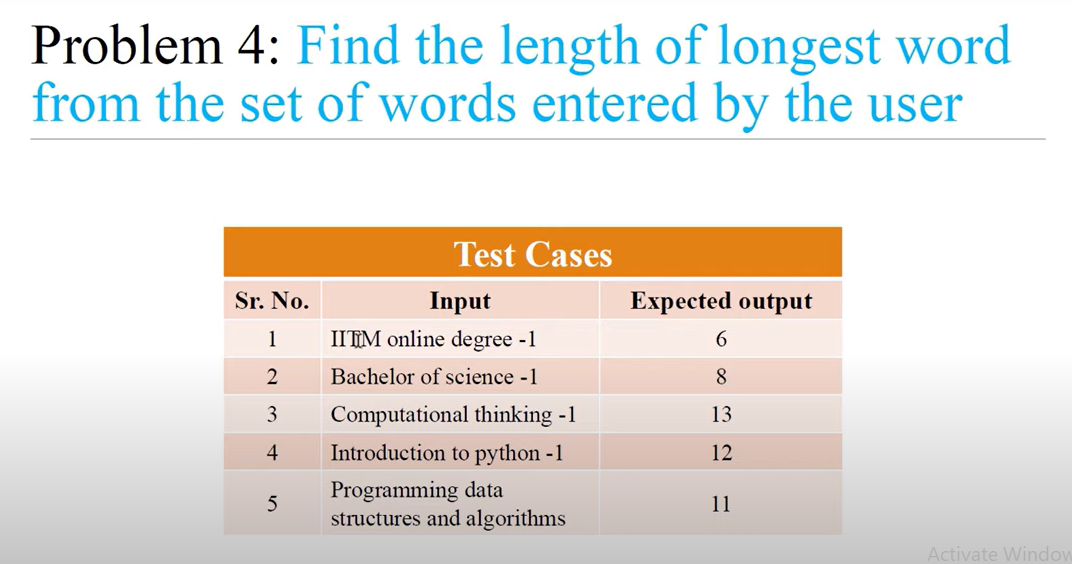 Problem 4: Find the length of longest word
from the set of words entered by the user
Test Cases
Sr. No. Input Expected output
1 IITM online degree -1 6
2 Bachelor of science -1 8
3 Computational thinking -1 13
4 Introduction to python -1 12
5 Programming data
structures and algorithms 11
Activate Window